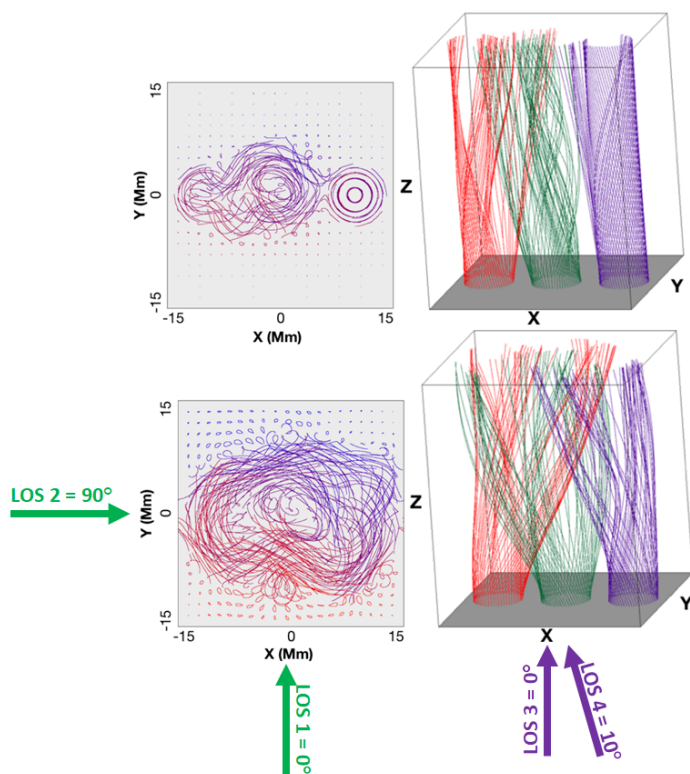 15
0
-15
Y (Mm)
-15
0
15
X (Mm)
Z
Y
X
15
0
-15
Y (Mm)
-15
0
15
X (Mm)
Z
Y
X
LOS 2 = 90°
LOS 1 = 0°
LOS 3 = 0°
LOS 4 = 10°